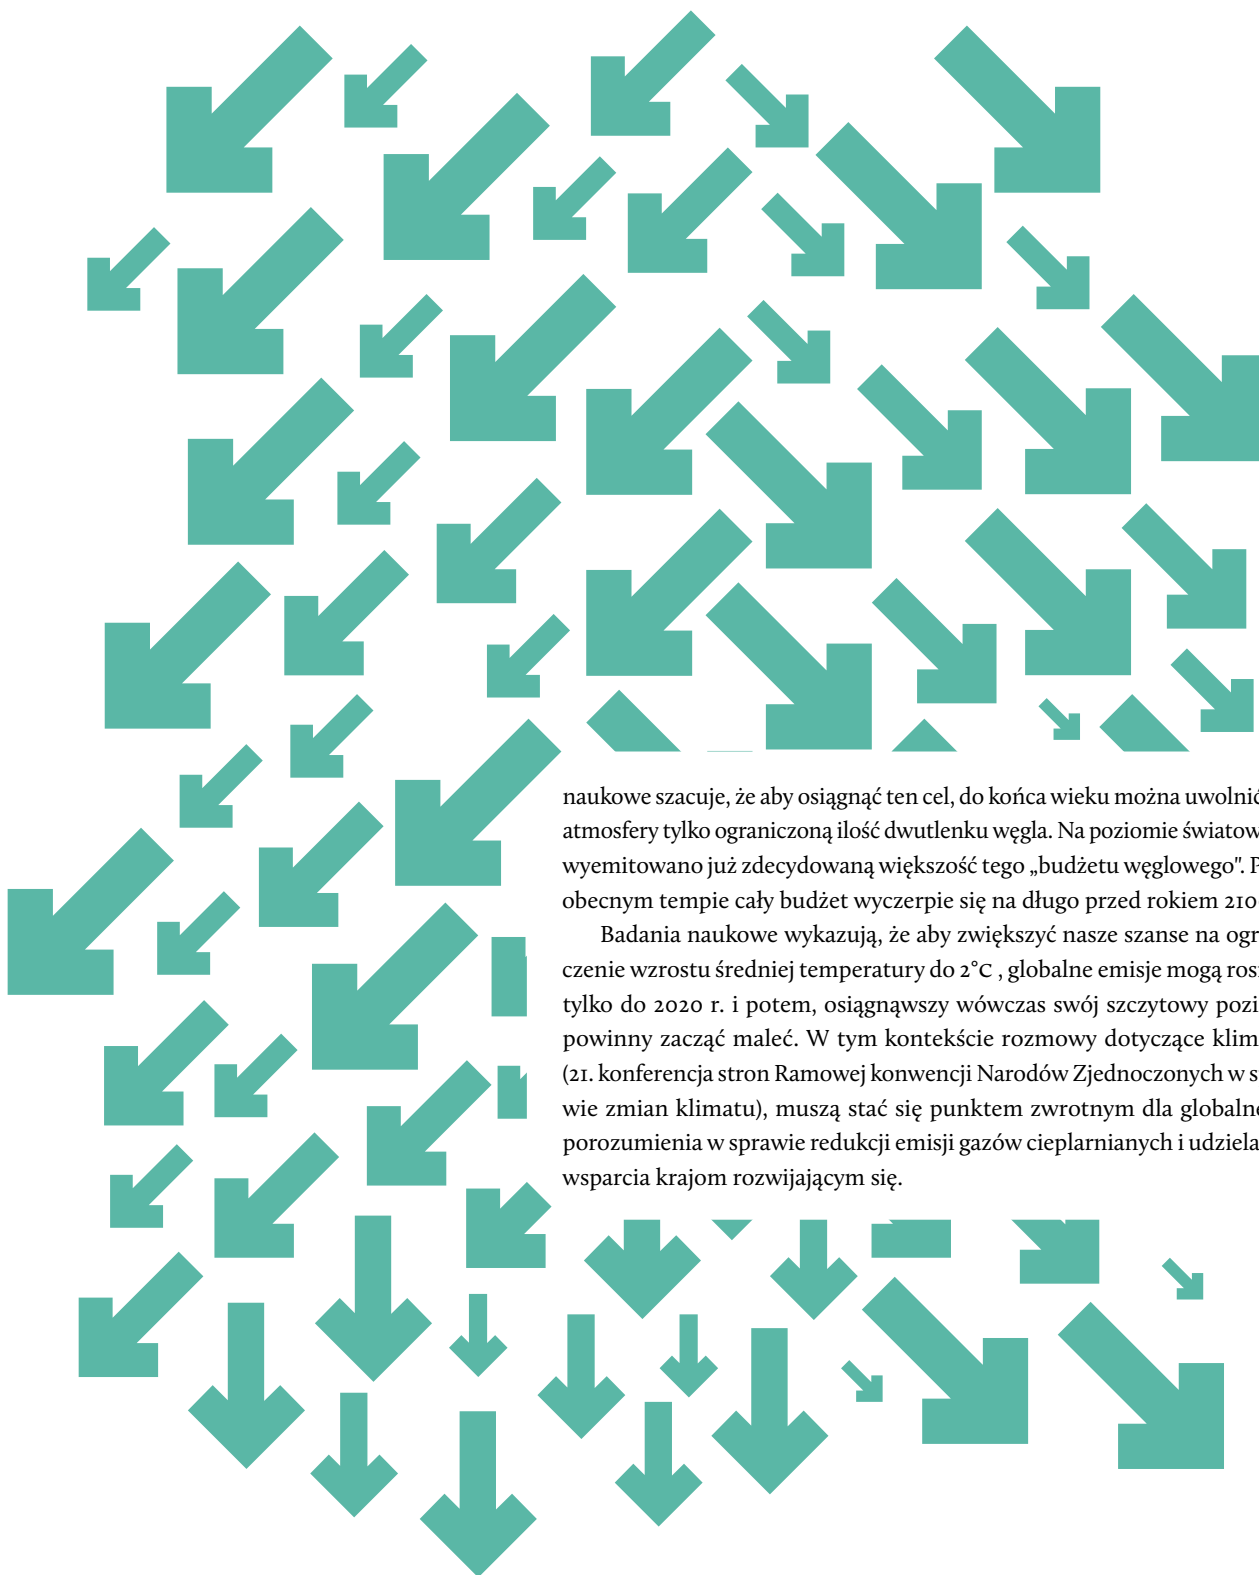 naukowe szacuje, że aby osiągnąć ten cel, do końca wieku można uwolnić
atmosfery tylko ograniczoną ilość dwutlenku węgla. Na poziomie światow
wyemitowano już zdecydowaną większość tego „budżetu węglowego". P
obecnym tempie cały budżet wyczerpie się na długo przed rokiem 210
Badania naukowe wykazują, że aby zwiększyć nasze szanse na ogr
czenie wzrostu średniej temperatury do 2°C , globalne emisje mogą ros
tylko do 2020 r. i potem, osiągnąwszy wówczas swój szczytowy pozi
powinny zacząć maleć. W tym kontekście rozmowy dotyczące klim
(21. konferencja stron Ramowej konwencji Narodów Zjednoczonych w s
wie zmian klimatu), muszą stać się punktem zwrotnym dla globaln
porozumienia w sprawie redukcji emisji gazów cieplarnianych i udziela
wsparcia krajom rozwijającym się.